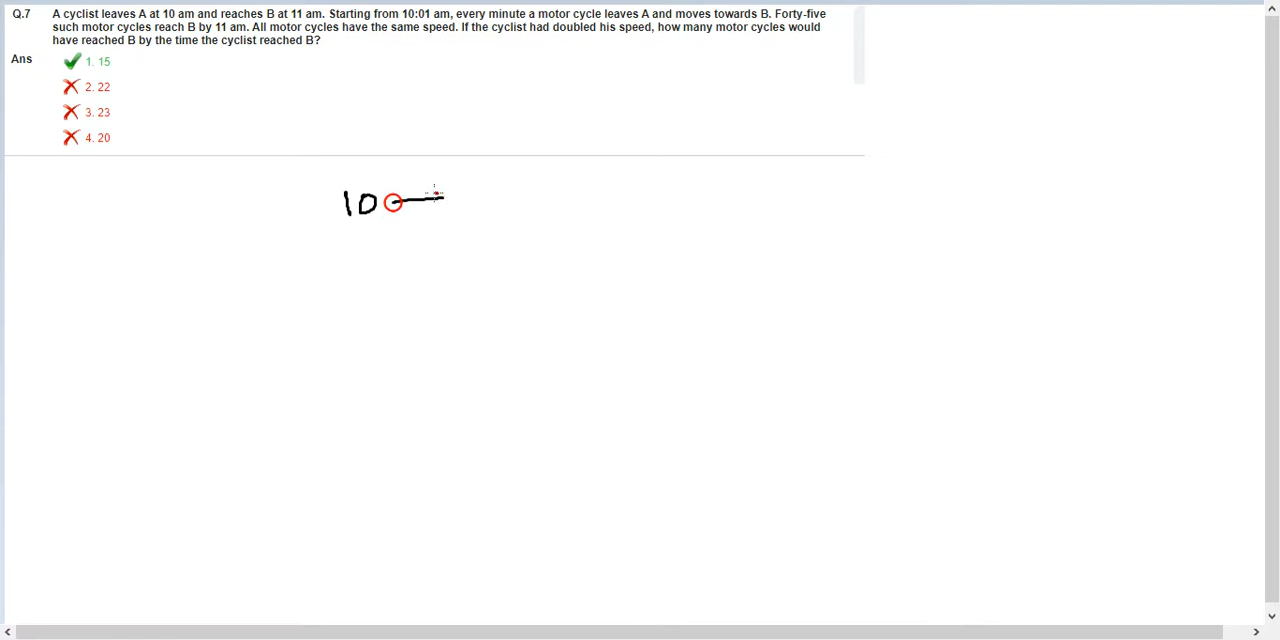 Q.7 A cyclist leaves A at 10 am and reaches B at 11 am. Starting from 10:01 am, every minute a motor cycle leaves A and moves towards B. Forty-five
such motor cycles reach B by 11 am. All motor cycles have the same speed. If the cyclist had doubled his speed, how many motor cycles would
have reached B by the time the cyclist reached B?
Ans 1. 15
2. 22
3. 23
4. 20
10